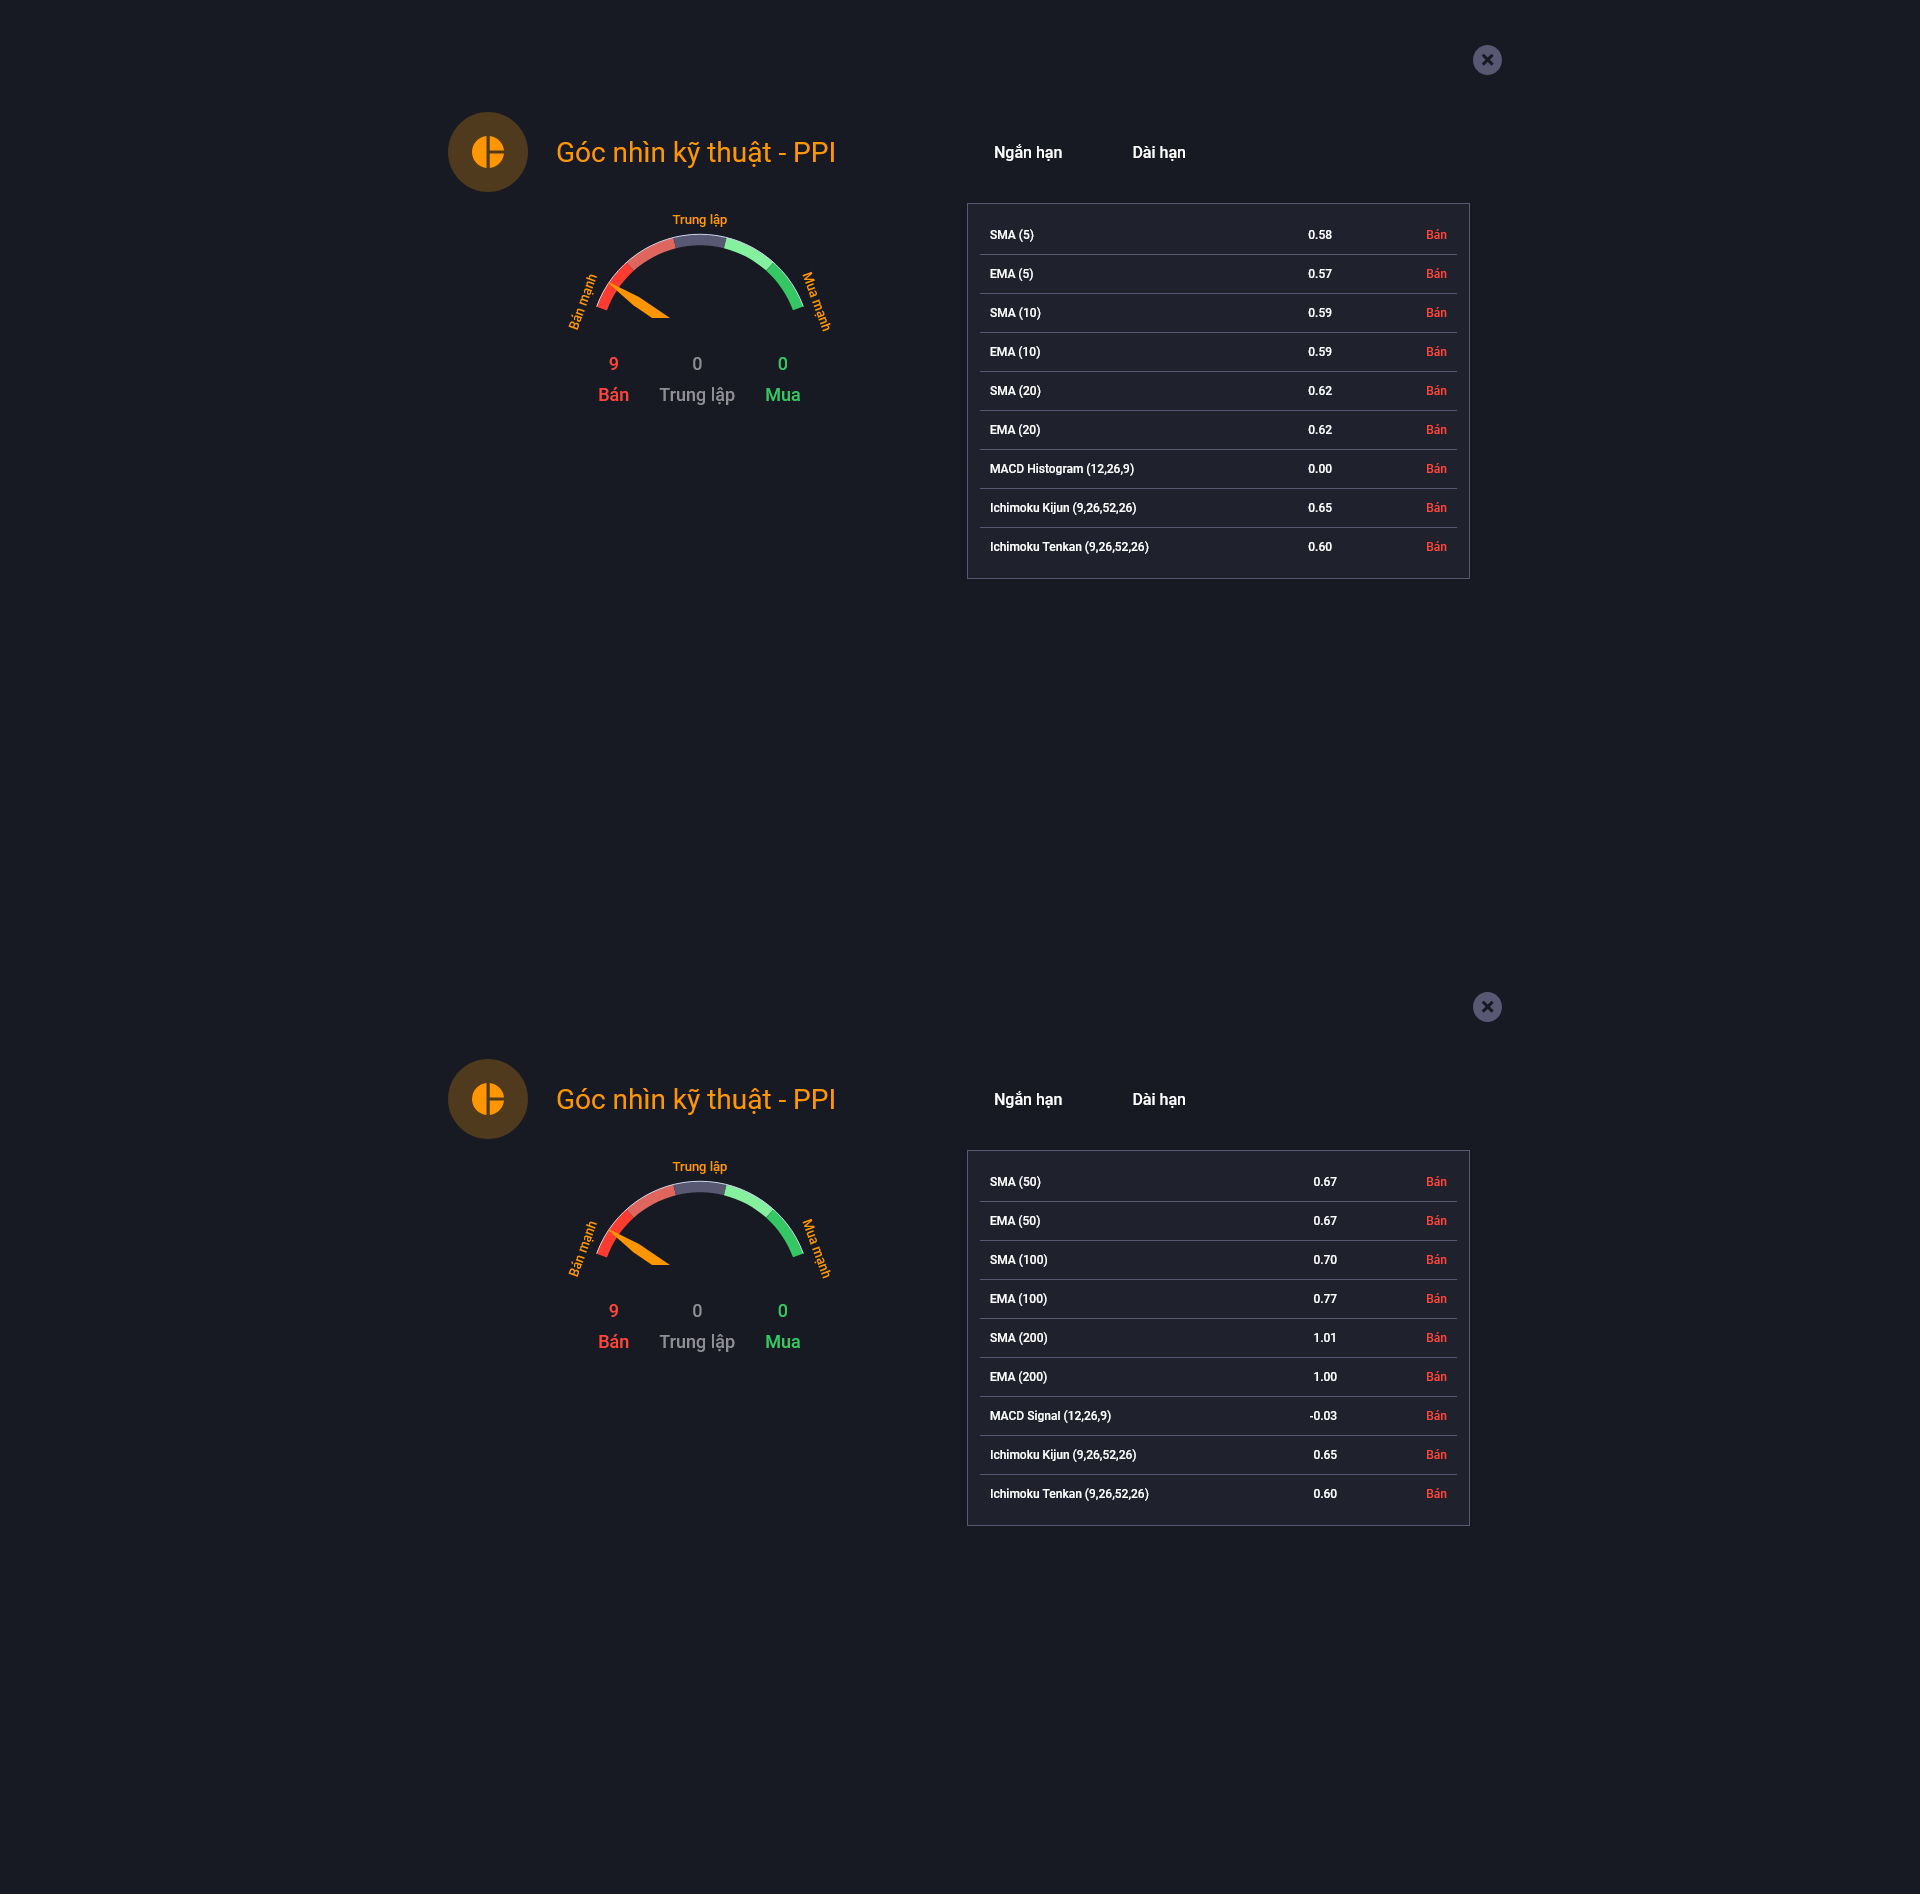 Góc nhìn kỹ thuật - PPI
Ngắn hạn Dài hạn
Trung lập
Bán mạnh
Mua mạnh
9 0 0
Bán Trung lập Mua
SMA (5) 0.58 Bán
EMA (5) 0.57 Bán
SMA (10) 0.59 Bán
EMA (10) 0.59 Bán
SMA (20) 0.62 Bán
EMA (20) 0.62 Bán
MACD Histogram (12,26,9) 0.00 Bán
Ichimoku Kijun (9,26,52,26) 0.65 Bán
Ichimoku Tenkan (9,26,52,26) 0.60 Bán
Góc nhìn kỹ thuật - PPI
Ngắn hạn Dài hạn
Trung lập
Bán mạnh
Mua mạnh
9 0 0
Bán Trung lập Mua
SMA (50) 0.67 Bán
EMA (50) 0.67 Bán
SMA (100) 0.70 Bán
EMA (100) 0.77 Bán
SMA (200) 1.01 Bán
EMA (200) 1.00 Bán
MACD Signal (12,26,9) -0.03 Bán
Ichimoku Kijun (9,26,52,26) 0.65 Bán
Ichimoku Tenkan (9,26,52,26) 0.60 Bán